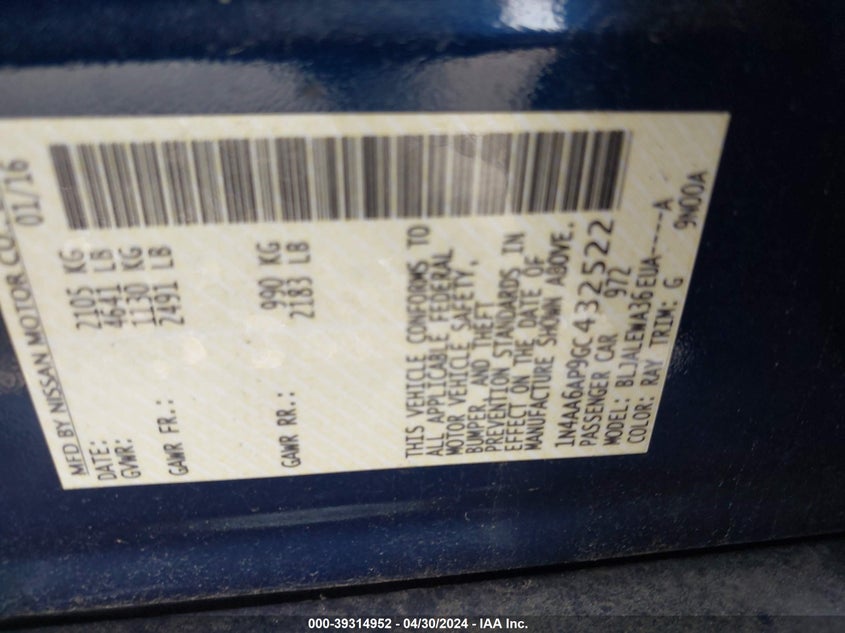 MFD BY NISSAN MOTOR CO.,
DATE: 01/16
GVWR: 2105 KG
4641 LB
GAWR FR.: 1130 KG
2491 LB
GAWR RR.: 990 KG
2183 LB
THIS VEHICLE CONFORMS TO
ALL APPLICABLE FEDERAL
MOTOR VEHICLE SAFETY,
BUMPER, AND THEFT
PREVENTION STANDARDS IN
EFFECT ON THE DATE OF
MANUFACTURE SHOWN ABOVE.
1N4AA6AP9GC432522
PASSENGER CAR 972
MODEL: BLJALEWA36EUA-----A
COLOR: RAY TRIM: G 9N00A
000-39314952 - 04/30/2024 - IAA Inc.